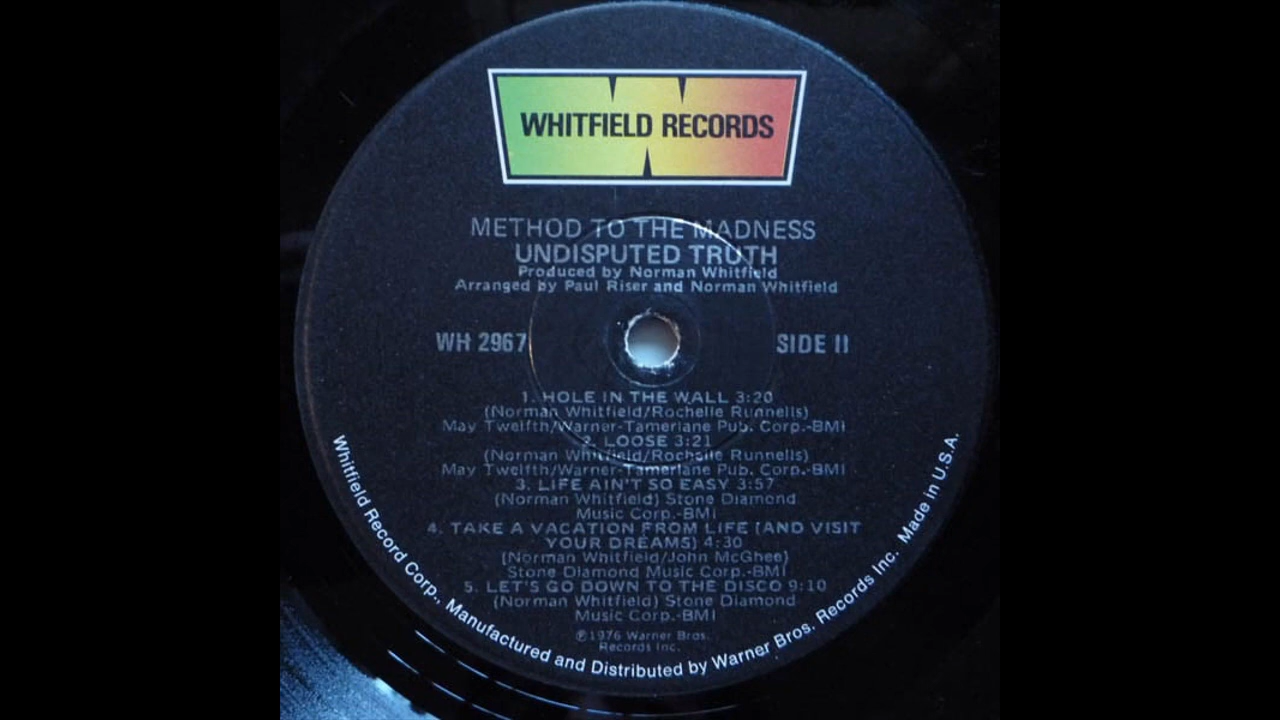 WHITFIELD RECORDS
METHOD TO THE MADNESS
UNDISPUTED TRUTH
Produced by Norman Whitfield
Arranged by Paul Riser and Norman Whitfield
WH 2967
SIDE II
1. HOLE IN THE WALL 3:20
(Norman Whitfield/Rochelle Runnells)
May Twelfth/Warner-Tamerlane Pub. Corp.-BMI
2. LOOSE 3:21
(Norman Whitfield/Rochelle Runnells)
May Twelfth/Warner-Tamerlane Pub. Corp.-BMI
3. LIFE AIN'T SO EASY 3:57
(Norman Whitfield) Stone Diamond
Music Corp.-BMI
4. TAKE A VACATION FROM LIFE (AND VISIT
YOUR DREAMS) 4:30
(Norman Whitfield/John McGhee)
Stone Diamond Music Corp.-BMI
5. LET'S GO DOWN TO THE DISCO 9:10
(Norman Whitfield) Stone Diamond
Music Corp.-BMI
℗1976 Warner Bros.
Records Inc.
Whitfield Record Corp., Manufactured and Distributed by Warner Bros. Records Inc. Made in U.S.A.